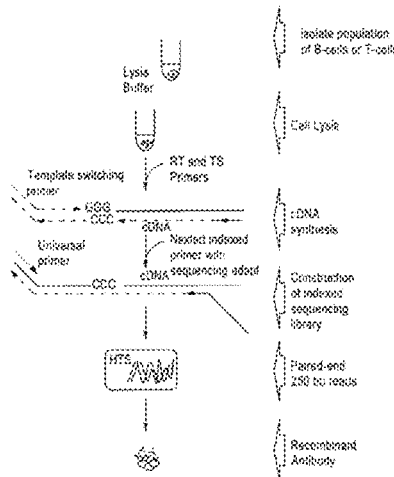 Isolate population
of B-cells or T-cells
Lysis
Buffer
Cell Lysis
RT and TS
Primers
Template switching
primer
GGG
CCC
cDNA
cDNA
synthesis
Universal
primer
Nested indexed
primer with
sequencing adapt
cDNA
CCC
Construction
of indexed
sequencing
library
HTS
Paired-end
250 bp reads
Recombinant
Antibody